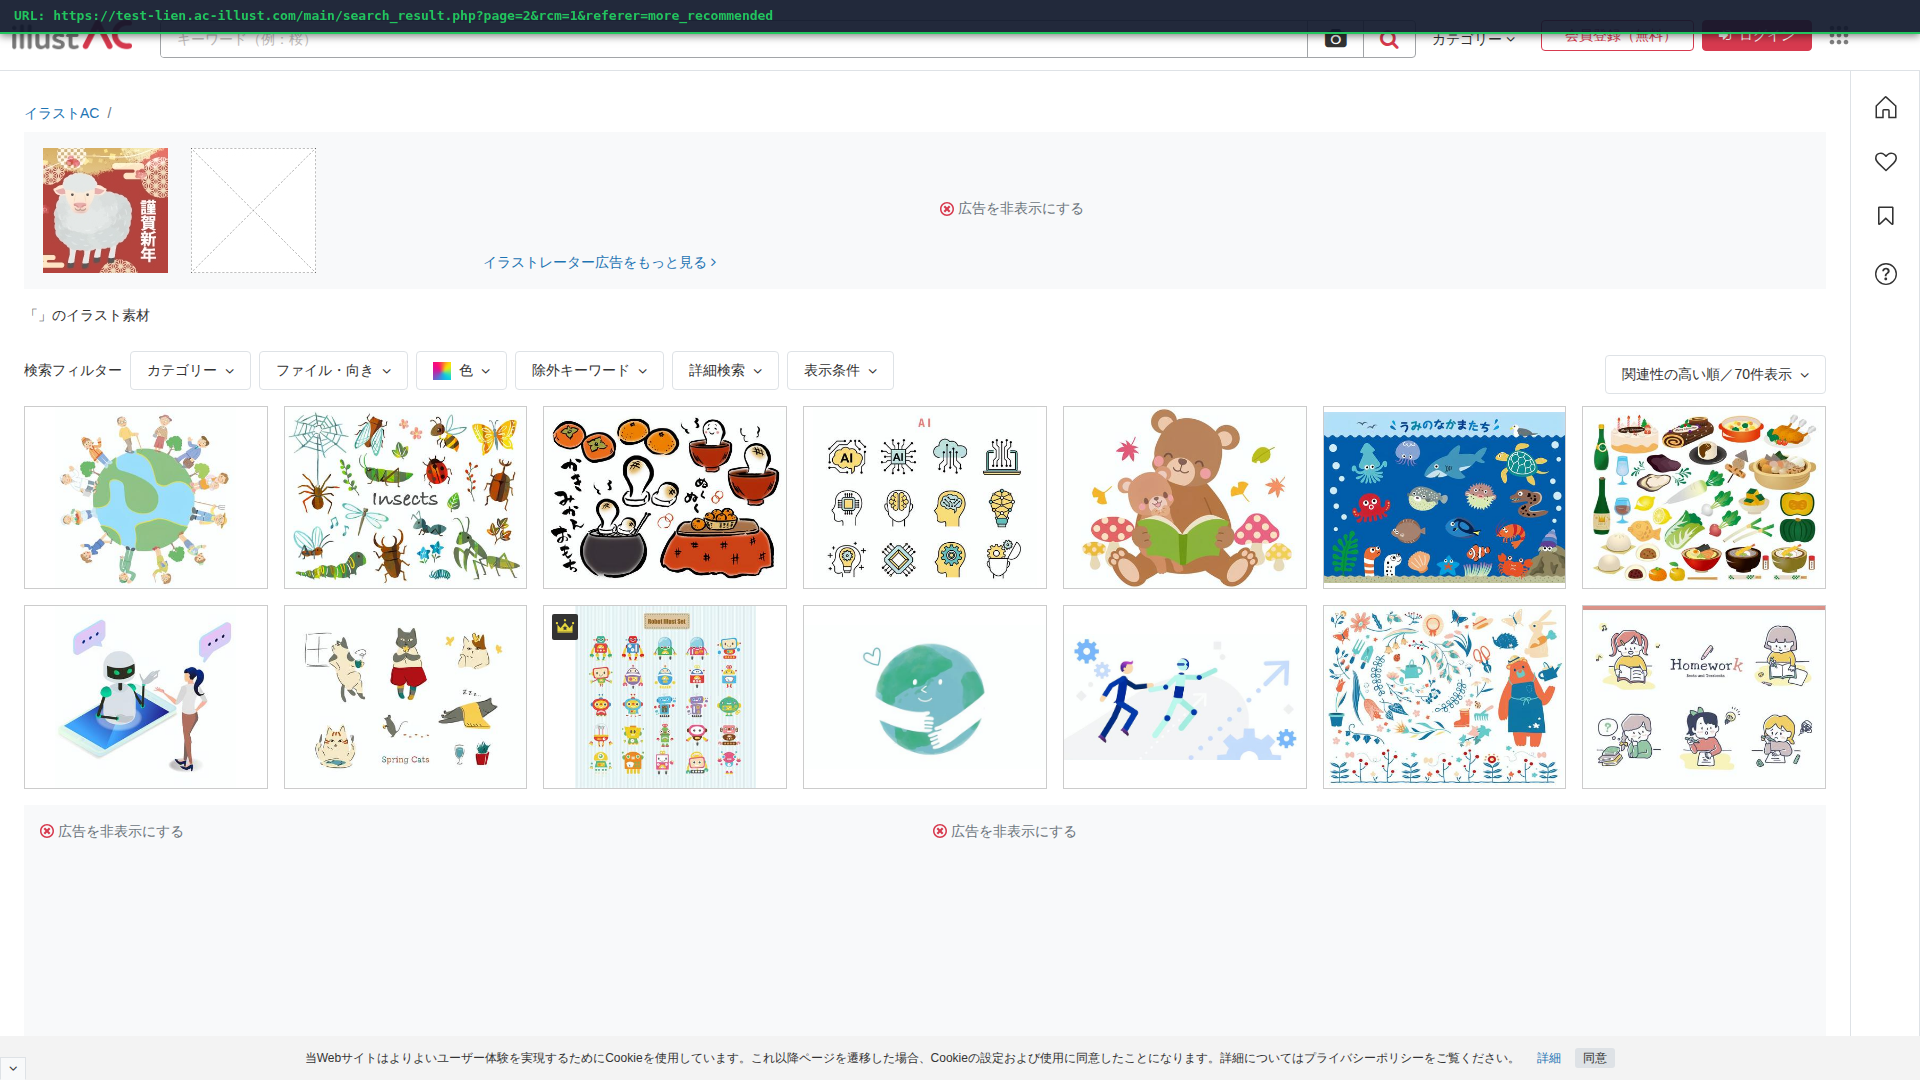 URL: https://test-lien.ac-illust.com/main/search_result.php?page=2&rcm=1&referer=more_recommended
illust AC
キーワード（例：桜）
カテゴリー
会員登録（無料）
ログイン
イラストAC /
謹賀新年
広告を非表示にする
イラストレーター広告をもっと見る
「」のイラスト素材
検索フィルター
カテゴリー
ファイル・向き
色
除外キーワード
詳細検索
表示条件
関連性の高い順／70件表示
Insects
かき みかん おもち
ぬくぬく
AI
AI
AI
うみのなかまたち
zzz
Spring Cats
Robot Illust Set
Homework
広告を非表示にする
広告を非表示にする
当Webサイトはよりよいユーザー体験を実現するためにCookieを使用しています。これ以降ページを遷移した場合、Cookieの設定および使用に同意したことになります。詳細についてはプライバシーポリシーをご覧ください。
詳細
同意